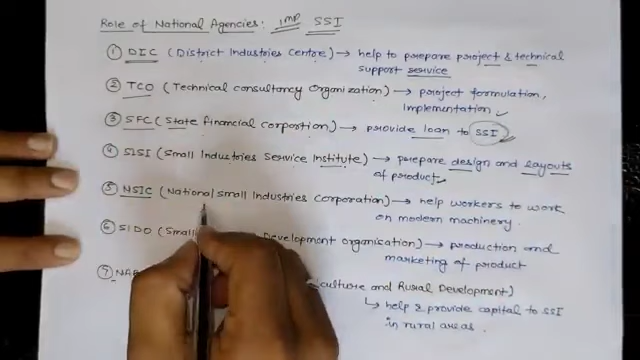 Role of National Agencies: imp SSI
① DIC (District Industries Centre) → help to prepare project & technical
support service
② TCO (Technical consultancy Organization) → project formulation,
Implementation
③ SFC (State financial corportion) → provide loan to SSI
④ SISI (Small Industries Service Institute) → prepare design and layouts
of product
⑤ NSIC (National small Industries corporation) → help workers to work
on modern machinery.
⑥ SIDO (Small Development organization) → production and
marketing of product
⑦ culture and Rural Development)
↳ help & provide capital to SSI
in rural areas.